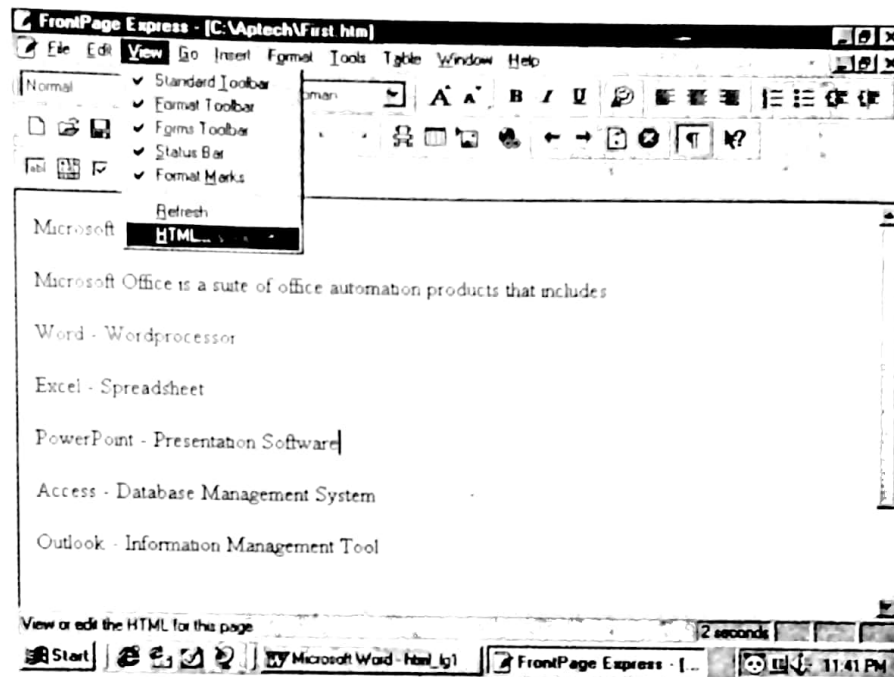 FrontPage Express - [C:\Aptech\First.htm]
File Edit View Go Insert Format Tools Table Window Help
Normal
oman
A A B I U
Standard Toolbar
Format Toolbar
Forms Toolbar
Status Bar
Format Marks
Refresh
HTML...
abl
Microsoft
Microsoft Office is a suite of office automation products that includes
Word - Wordprocessor
Excel - Spreadsheet
PowerPoint - Presentation Software
Access - Database Management System
Outlook - Information Management Tool
View or edit the HTML for this page
2 seconds
Start
Microsoft Word - html_lg1
FrontPage Express - [...
11:41 PM